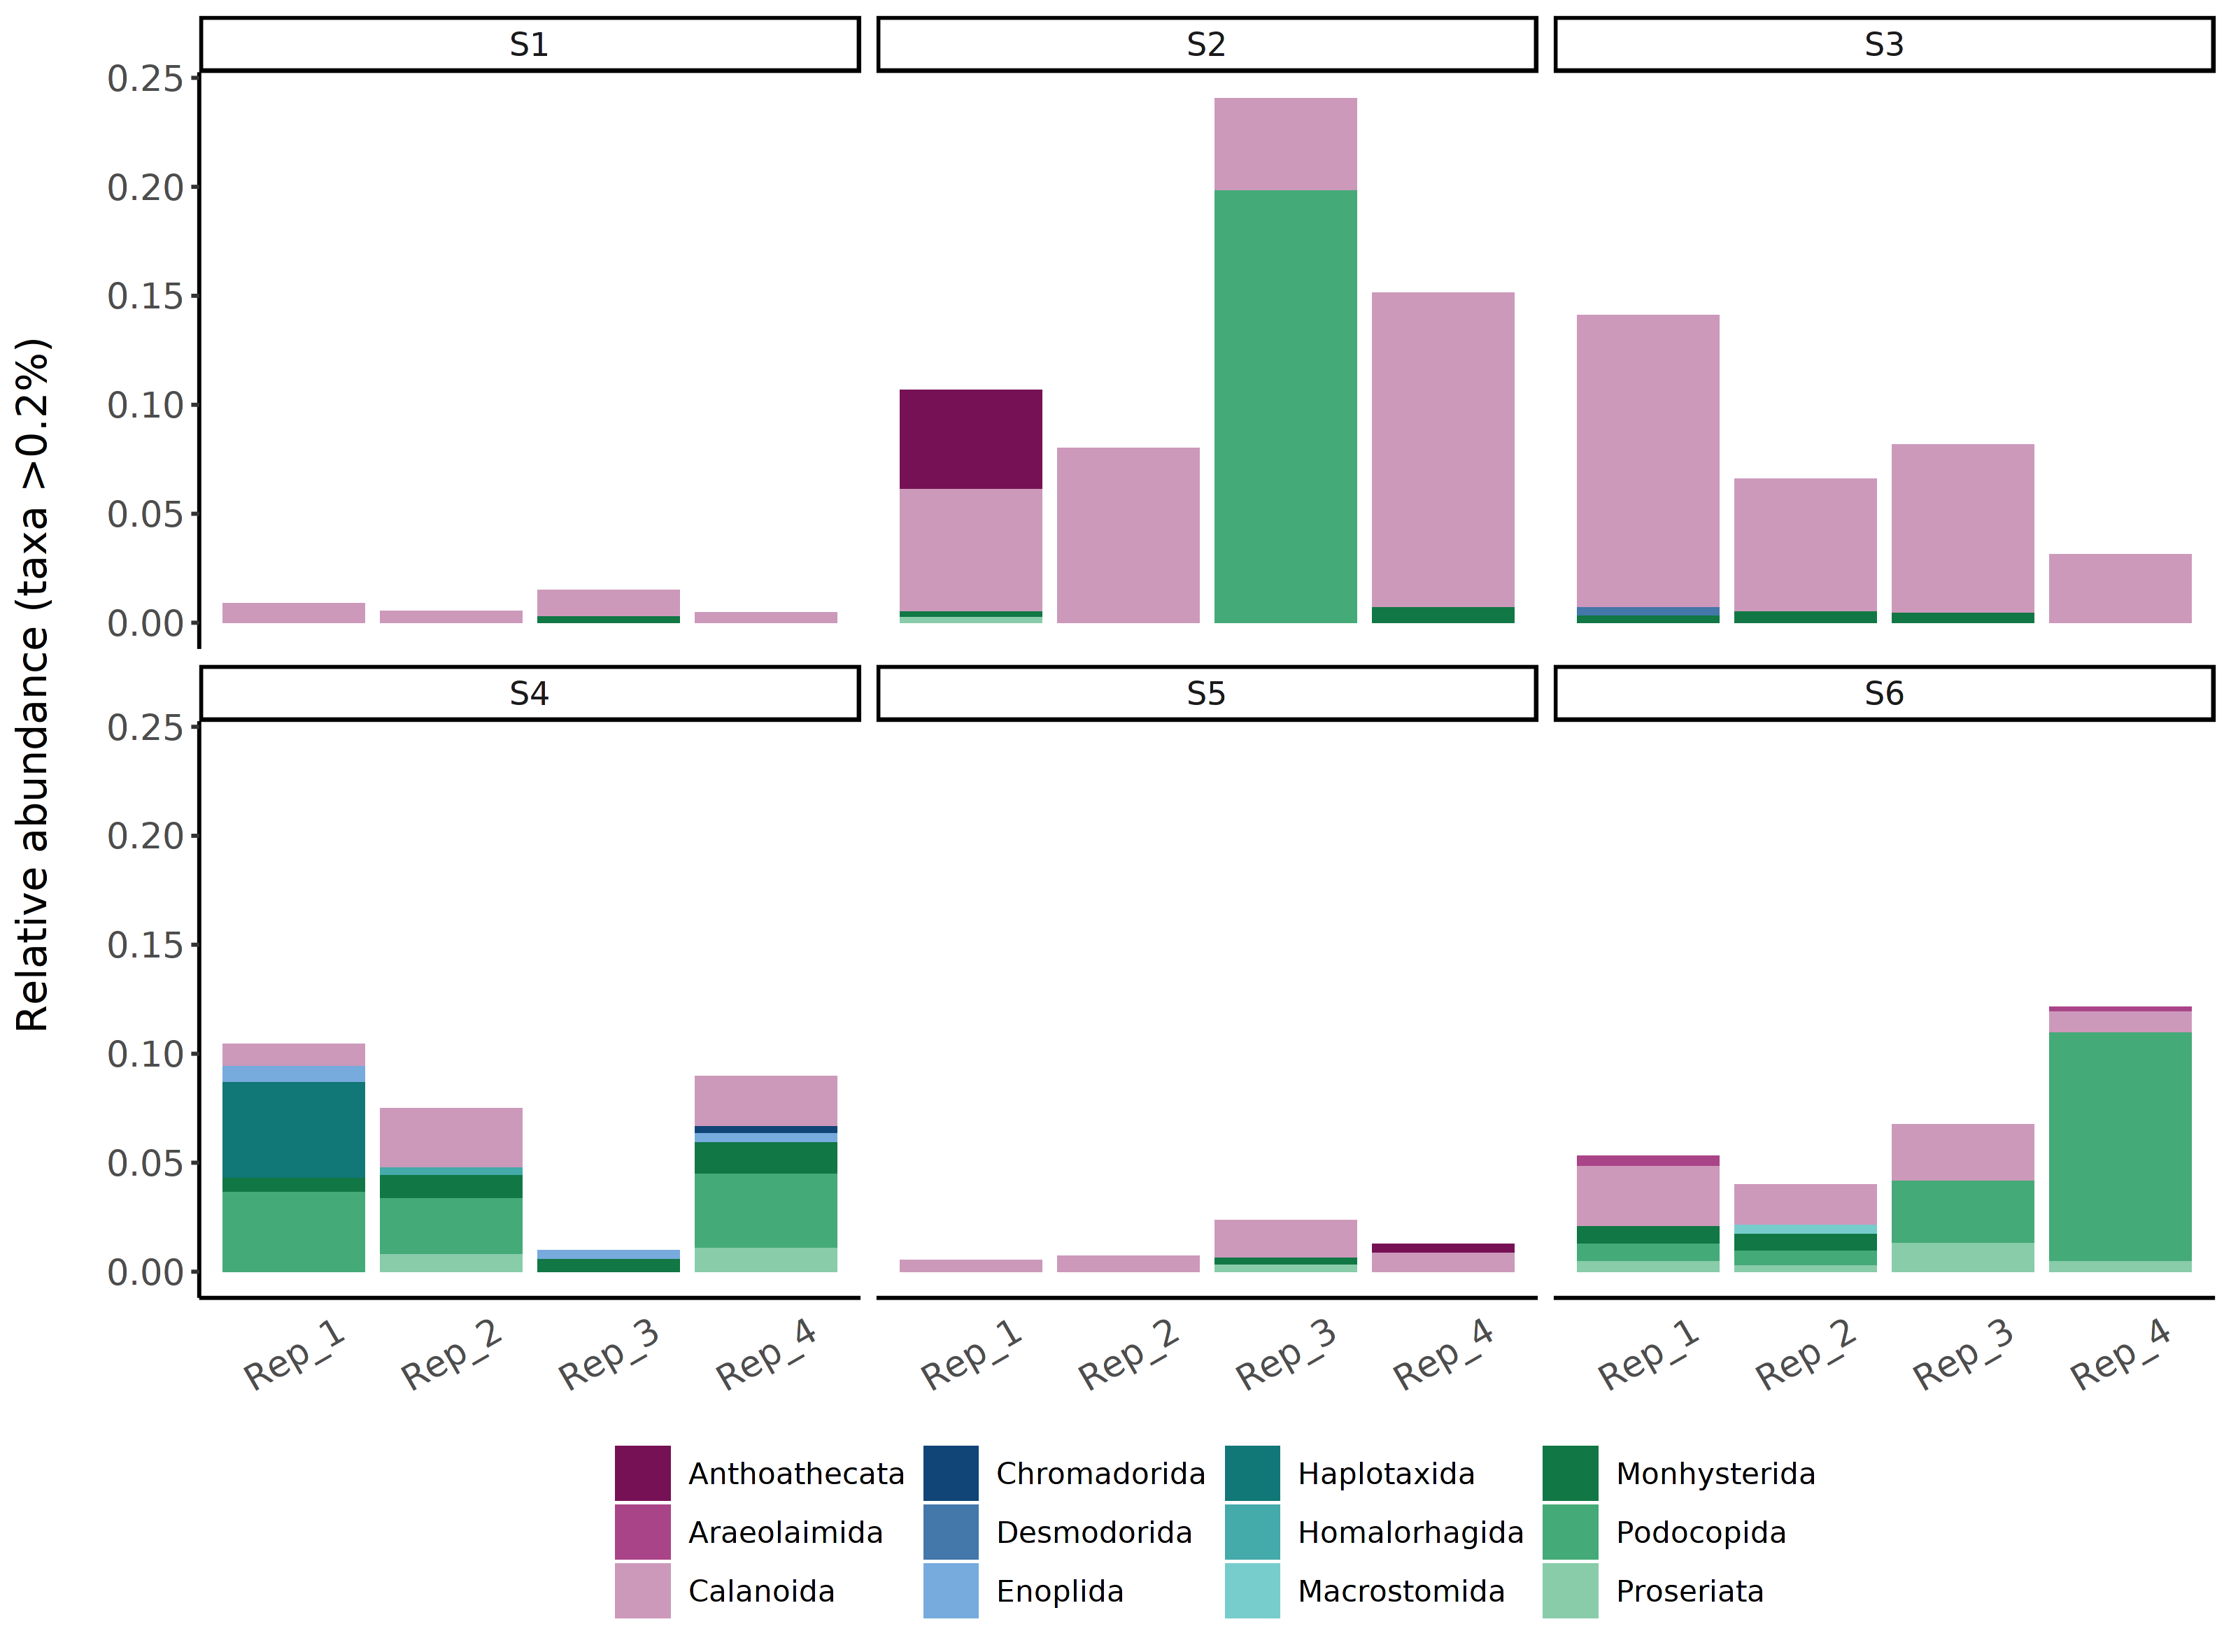 S1
S2
S3
0.25
0.20
0.15
0.10
0.05
0.00
Relative abundance (taxa >0.2%)
S4
S5
S6
0.25
0.20
0.15
0.10
0.05
0.00
Rep_1
Rep_2
Rep_3
Rep_4
Rep_1
Rep_2
Rep_3
Rep_4
Rep_1
Rep_2
Rep_3
Rep_4
Anthoathecata
Araeolaimida
Calanoida
Chromadorida
Desmodorida
Enoplida
Haplotaxida
Homalorhagida
Macrostomida
Monhysterida
Podocopida
Proseriata